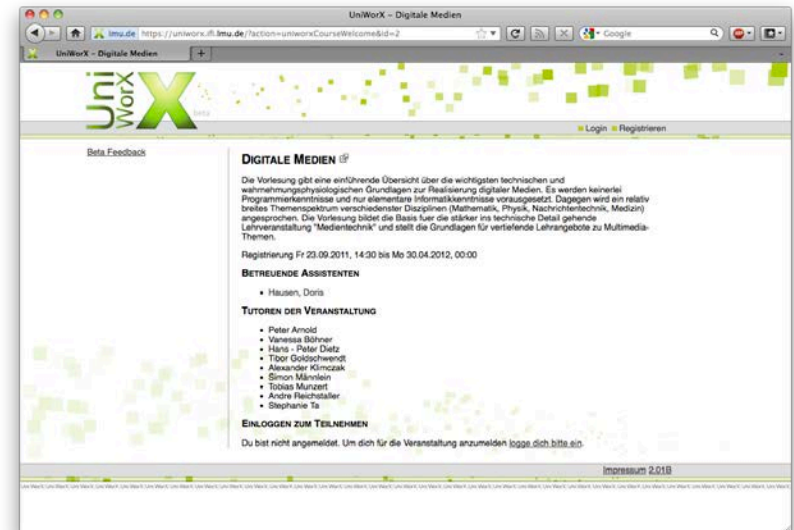 UniWorX – Digitale Medien
lmu.de https://uniworx.ifi.lmu.de/?action=uniworxCourseWelcome&id=2
Google
UniWorX – Digitale Medien
Uni
WorX
beta
Login Registrieren
Beta Feedback
DIGITALE MEDIEN
Die Vorlesung gibt eine einführende Übersicht über die wichtigsten technischen und
wahrnehmungsphysiologischen Grundlagen zur Realisierung digitaler Medien. Es werden keinerlei
Programmierkenntnisse und nur elementare Informatikkenntnisse vorausgesetzt. Dagegen wird ein relativ
breites Themenspektrum verschiedenster Disziplinen (Mathematik, Physik, Nachrichtentechnik, Medizin)
angesprochen. Die Vorlesung bildet die Basis fuer die stärker ins technische Detail gehende
Lehrveranstaltung "Medientechnik" und stellt die Grundlagen für vertiefende Lehrangebote zu Multimedia-
Themen.
Registrierung Fr 23.09.2011, 14:30 bis Mo 30.04.2012, 00:00
BETREUENDE ASSISTENTEN
• Hausen, Doris
TUTOREN DER VERANSTALTUNG
• Peter Arnold
• Vanessa Böhner
• Hans - Peter Dietz
• Tibor Goldschwendt
• Alexander Klimczak
• Simon Männlein
• Tobias Munzert
• Andre Reichstaller
• Stephanie Ta
EINLOGGEN ZUM TEILNEHMEN
Du bist nicht angemeldet. Um dich für die Veranstaltung anzumelden logge dich bitte ein.
Impressum 2.01B